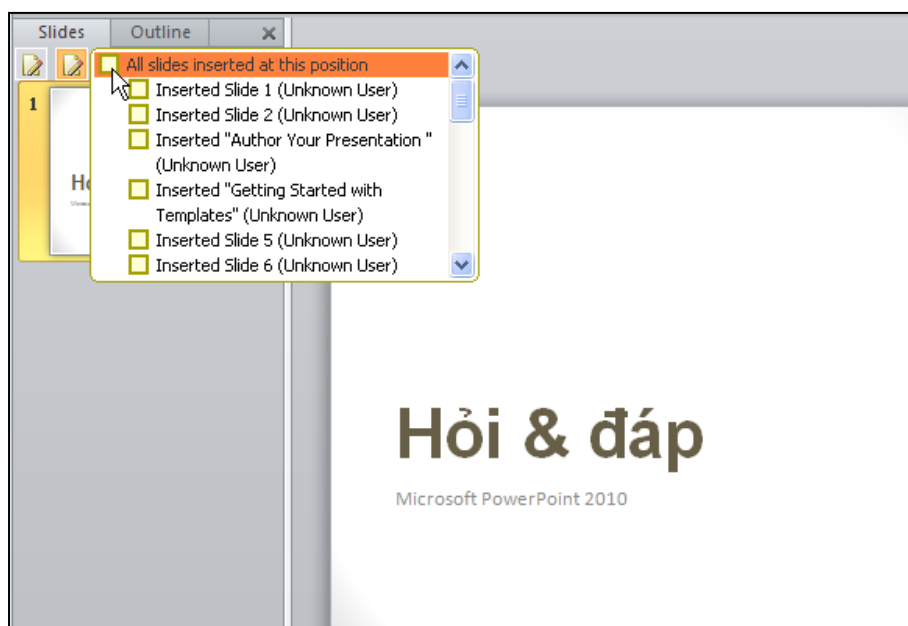 Slides Outline
All slides inserted at this position
Inserted Slide 1 (Unknown User)
Inserted Slide 2 (Unknown User)
Inserted "Author Your Presentation "
(Unknown User)
Inserted "Getting Started with
Templates" (Unknown User)
Inserted Slide 5 (Unknown User)
Inserted Slide 6 (Unknown User)
1
Hỏi & đáp
Microsoft PowerPoint 2010